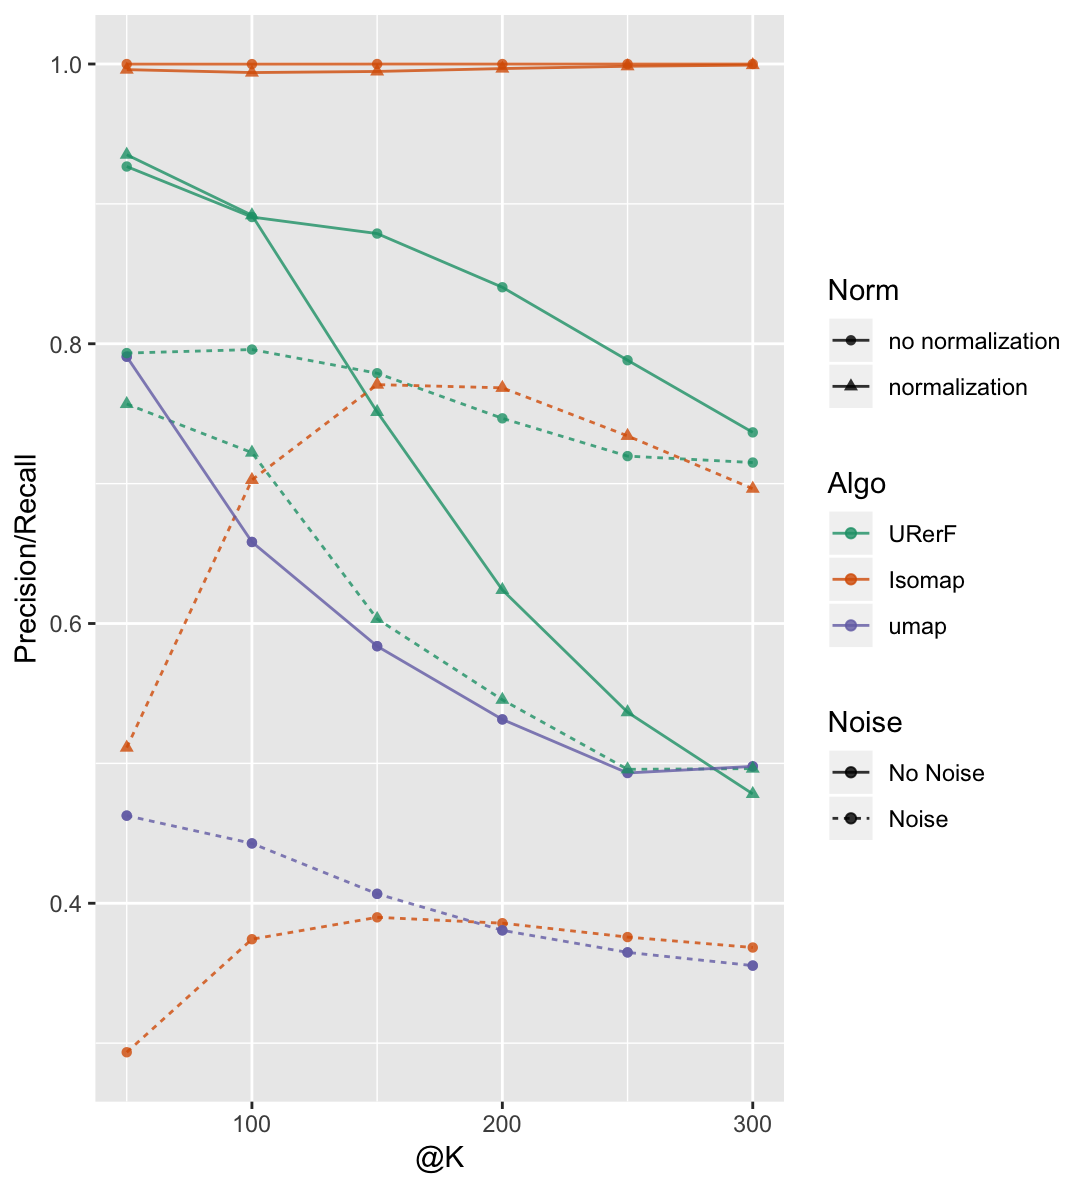 1.0
0.8
0.6
0.4
Precision/Recall
100
200
300
@K
Norm
no normalization
normalization
Algo
URerF
Isomap
umap
Noise
No Noise
Noise